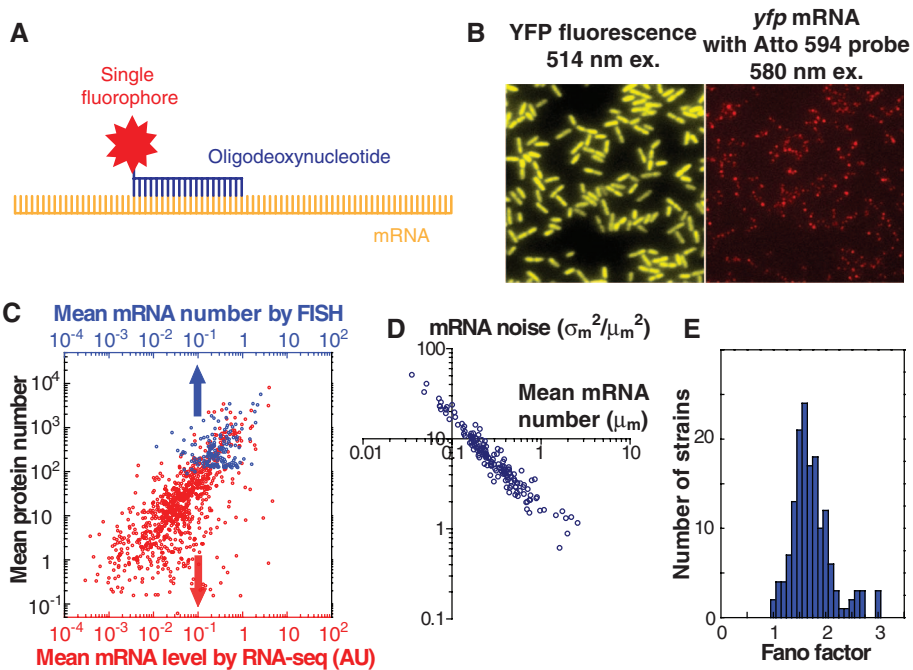 A
Single
fluorophore
Oligodeoxynucleotide
mRNA
B
YFP fluorescence
514 nm ex.
yfp mRNA
with Atto 594 probe
580 nm ex.
C
Mean mRNA number by FISH
10⁻⁴ 10⁻³ 10⁻² 10⁻¹ 1 10 10²
Mean protein number
10⁴
10³
10²
10
1
10⁻¹
10⁻⁴ 10⁻³ 10⁻² 10⁻¹ 1 10 10²
Mean mRNA level by RNA-seq (AU)
D
mRNA noise (σₘ²/μₘ²)
100
Mean mRNA
number (μₘ)
10
0.01 0.1 1 10
1
0.1
E
Number of strains
20
10
0
0 1 2 3
Fano factor